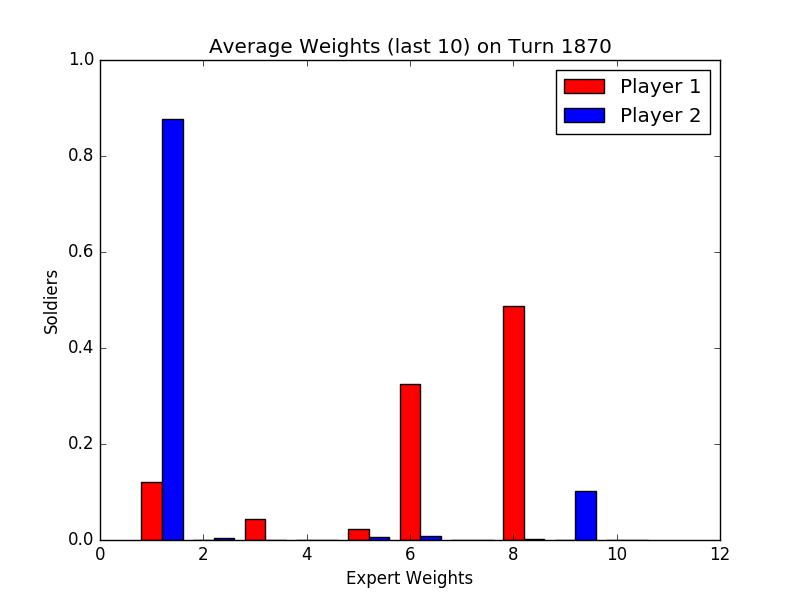 Average Weights (last 10) on Turn 1870
1.0
0.8
0.6
0.4
0.2
0.0
Soldiers
Player 1
Player 2
0 2 4 6 8 10 12
Expert Weights